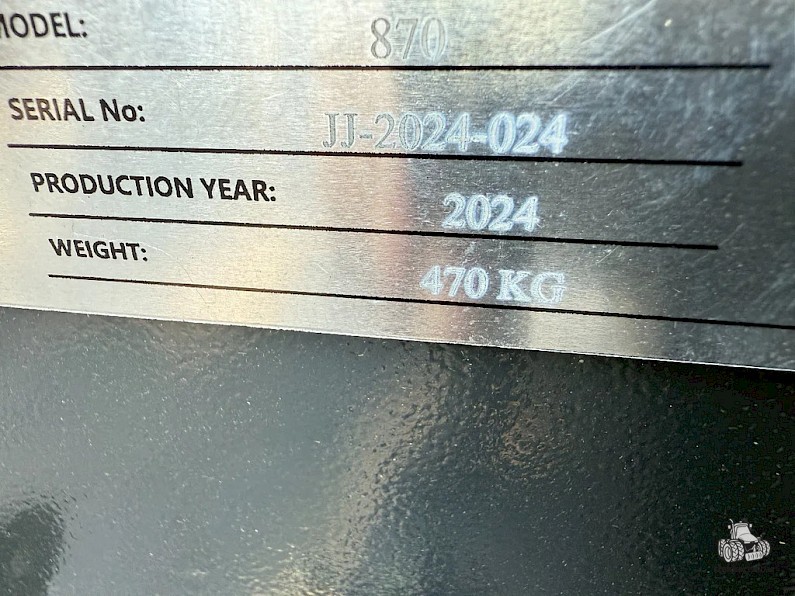 MODEL: 870
SERIAL No: JJ-2024-024
PRODUCTION YEAR: 2024
WEIGHT: 470 KG